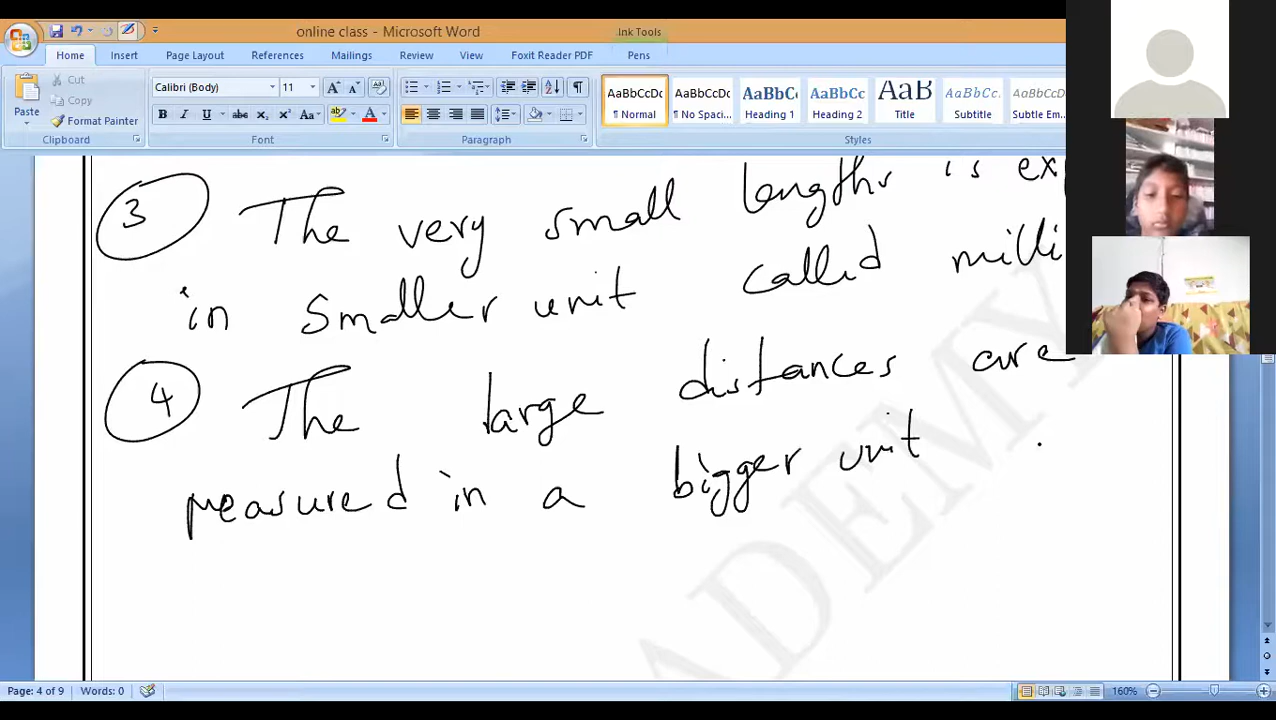 online class - Microsoft Word
Ink Tools
Home Insert Page Layout References Mailings Review View Foxit Reader PDF Pens
Paste
Cut
Copy
Format Painter
Clipboard
Calibri (Body) 11
Font
Paragraph
AaBbCcDc AaBbCcDc AaBbC AaBbCc AaB AaBbCc. AaBbCcDc
¶ Normal ¶ No Spaci... Heading 1 Heading 2 Title Subtitle Subtle Em...
Styles
3 The very small lengths is ex
in smaller unit called milli
4 The large distances are
measured in a bigger unit
ADEMY
Page: 4 of 9 Words: 0 160%